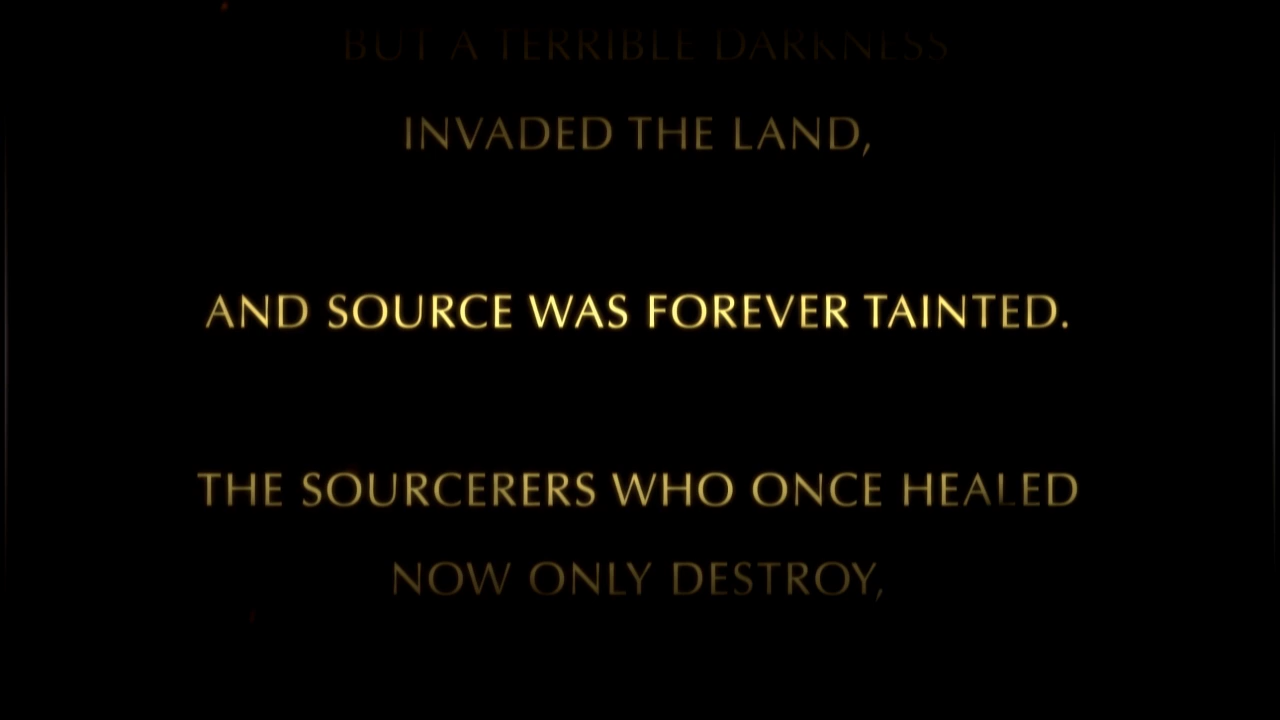 BUT A TERRIBLE DARKNESS
INVADED THE LAND,
AND SOURCE WAS FOREVER TAINTED.
THE SOURCERERS WHO ONCE HEALED
NOW ONLY DESTROY,